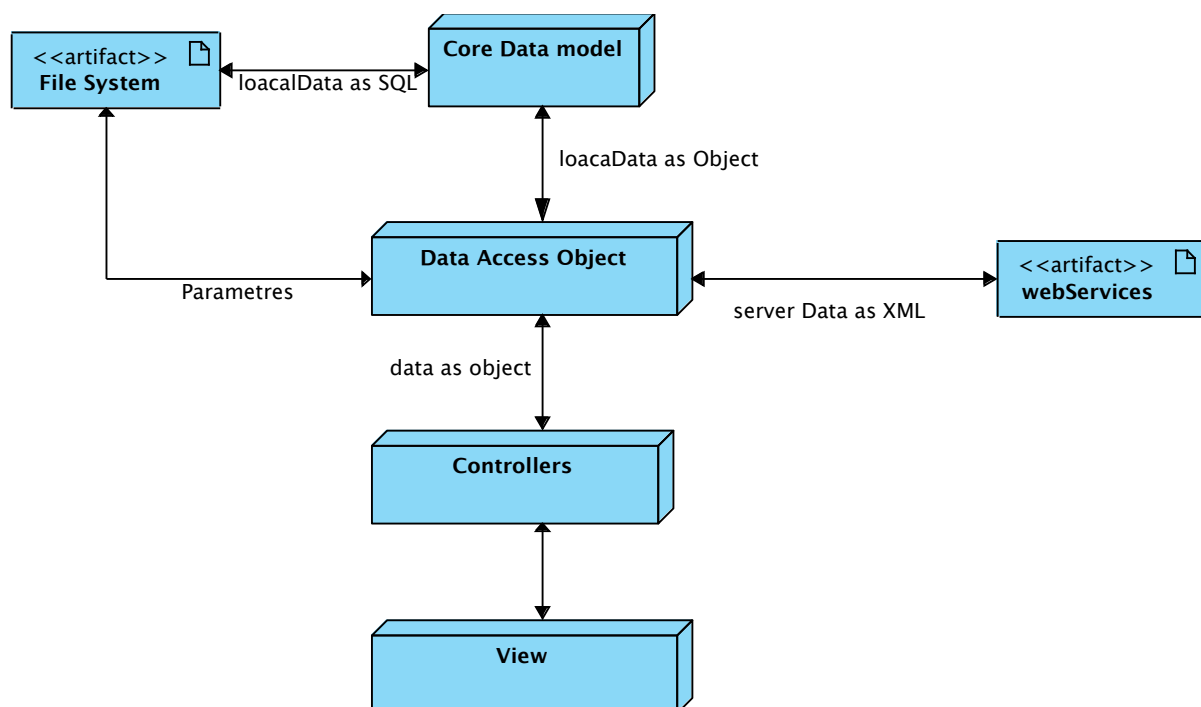 Core Data model
<<artifact>>
File System
loacalData as SQL
loacaData as Object
Data Access Object
<<artifact>>
webServices
Parametres
server Data as XML
data as object
Controllers
View